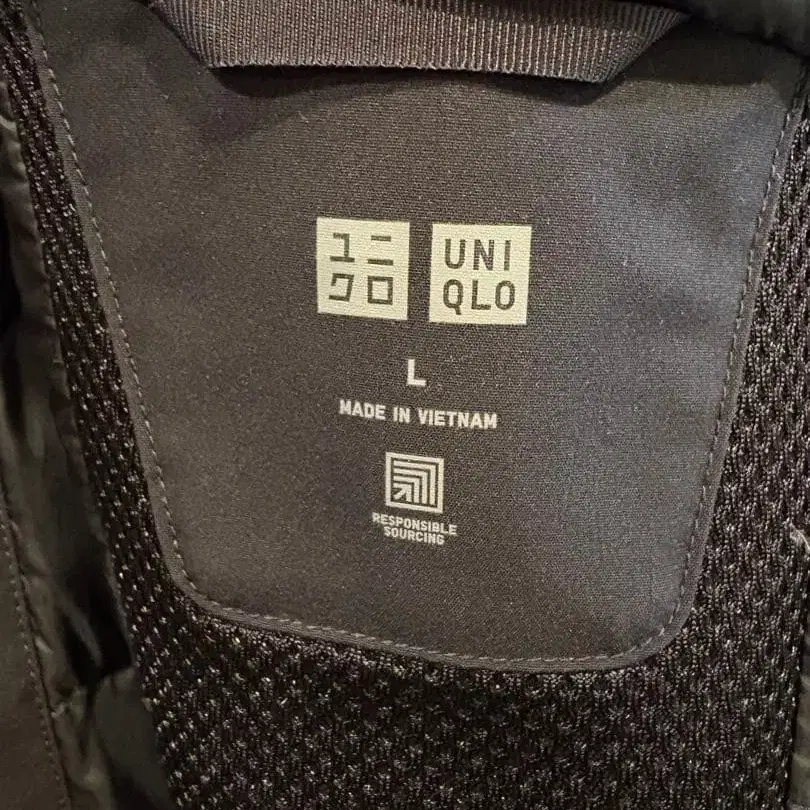 ユニ
クロ
UNI
QLO
L
MADE IN VIETNAM
RESPONSIBLE
SOURCING